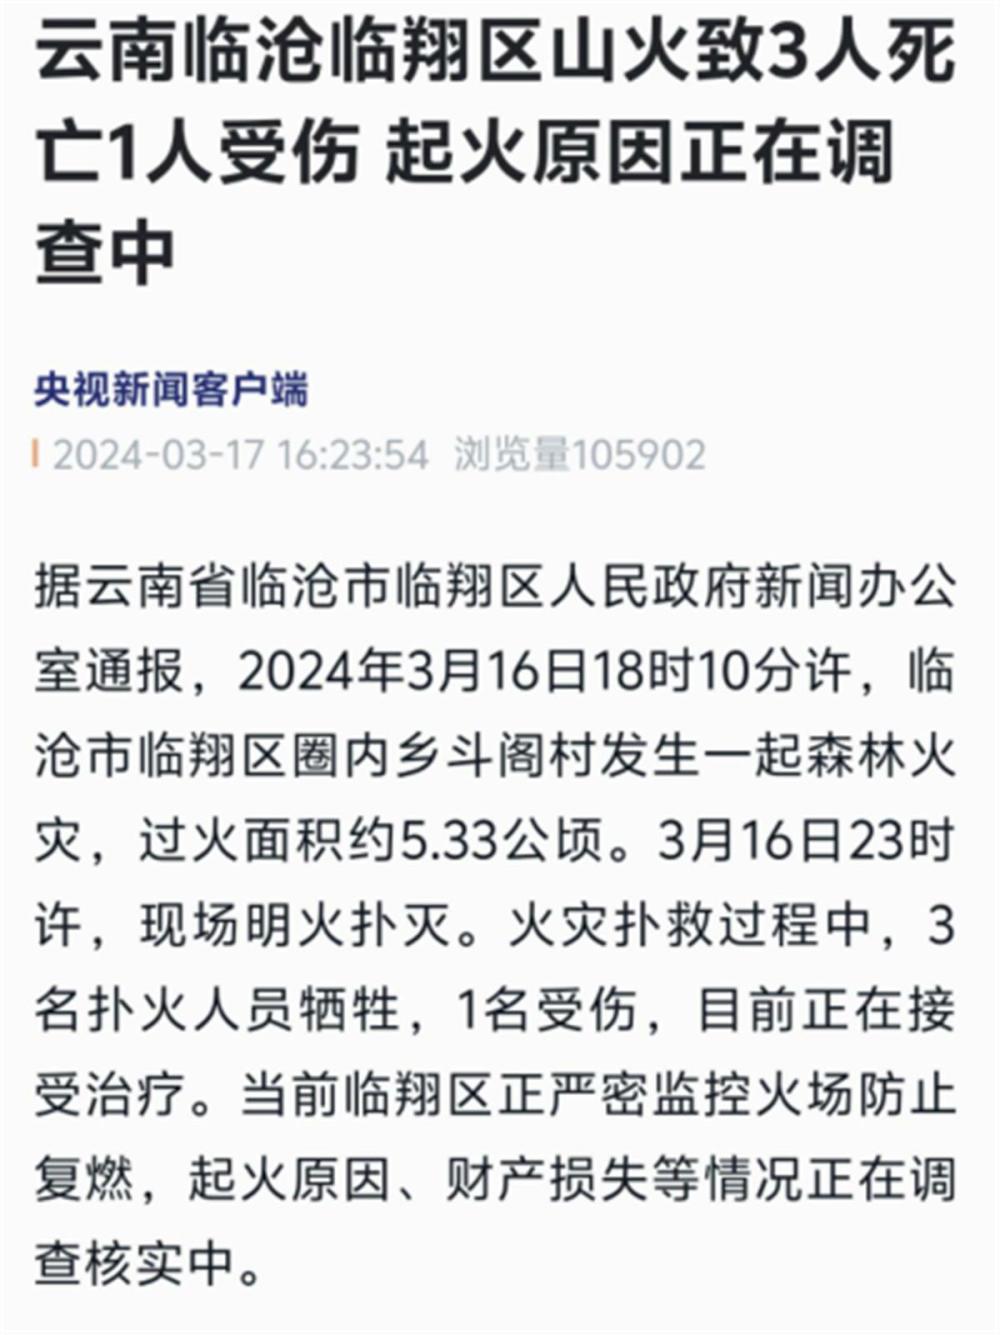 云南临沧临翔区山火致3人死
亡1人受伤 起火原因正在调
查中
央视新闻客户端
2024-03-17 16:23:54 浏览量105902
据云南省临沧市临翔区人民政府新闻办公
室通报，2024年3月16日18时10分许，临
沧市临翔区圈内乡斗阁村发生一起森林火
灾，过火面积约5.33公顷。3月16日23时
许，现场明火扑灭。火灾扑救过程中，3
名扑火人员牺牲，1名受伤，目前正在接
受治疗。当前临翔区正严密监控火场防止
复燃，起火原因、财产损失等情况正在调
查核实中。